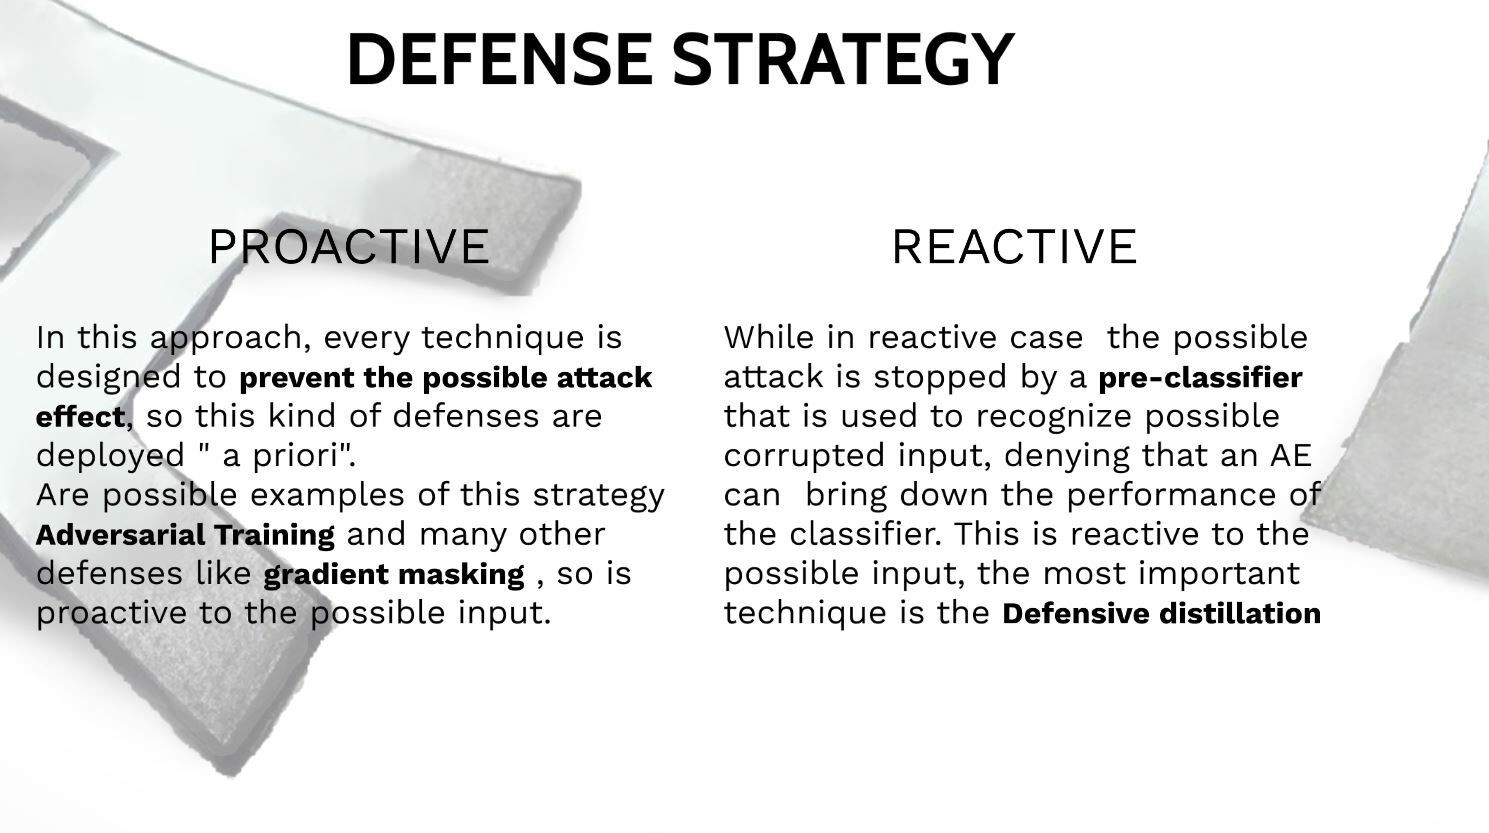 DEFENSE STRATEGY
PROACTIVE
In this approach, every technique is
designed to prevent the possible attack
effect, so this kind of defenses are
deployed " a priori".
Are possible examples of this strategy
Adversarial Training and many other
defenses like gradient masking , so is
proactive to the possible input.
REACTIVE
While in reactive case  the possible
attack is stopped by a pre-classifier
that is used to recognize possible
corrupted input, denying that an AE
can  bring down the performance of
the classifier. This is reactive to the
possible input, the most important
technique is the Defensive distillation